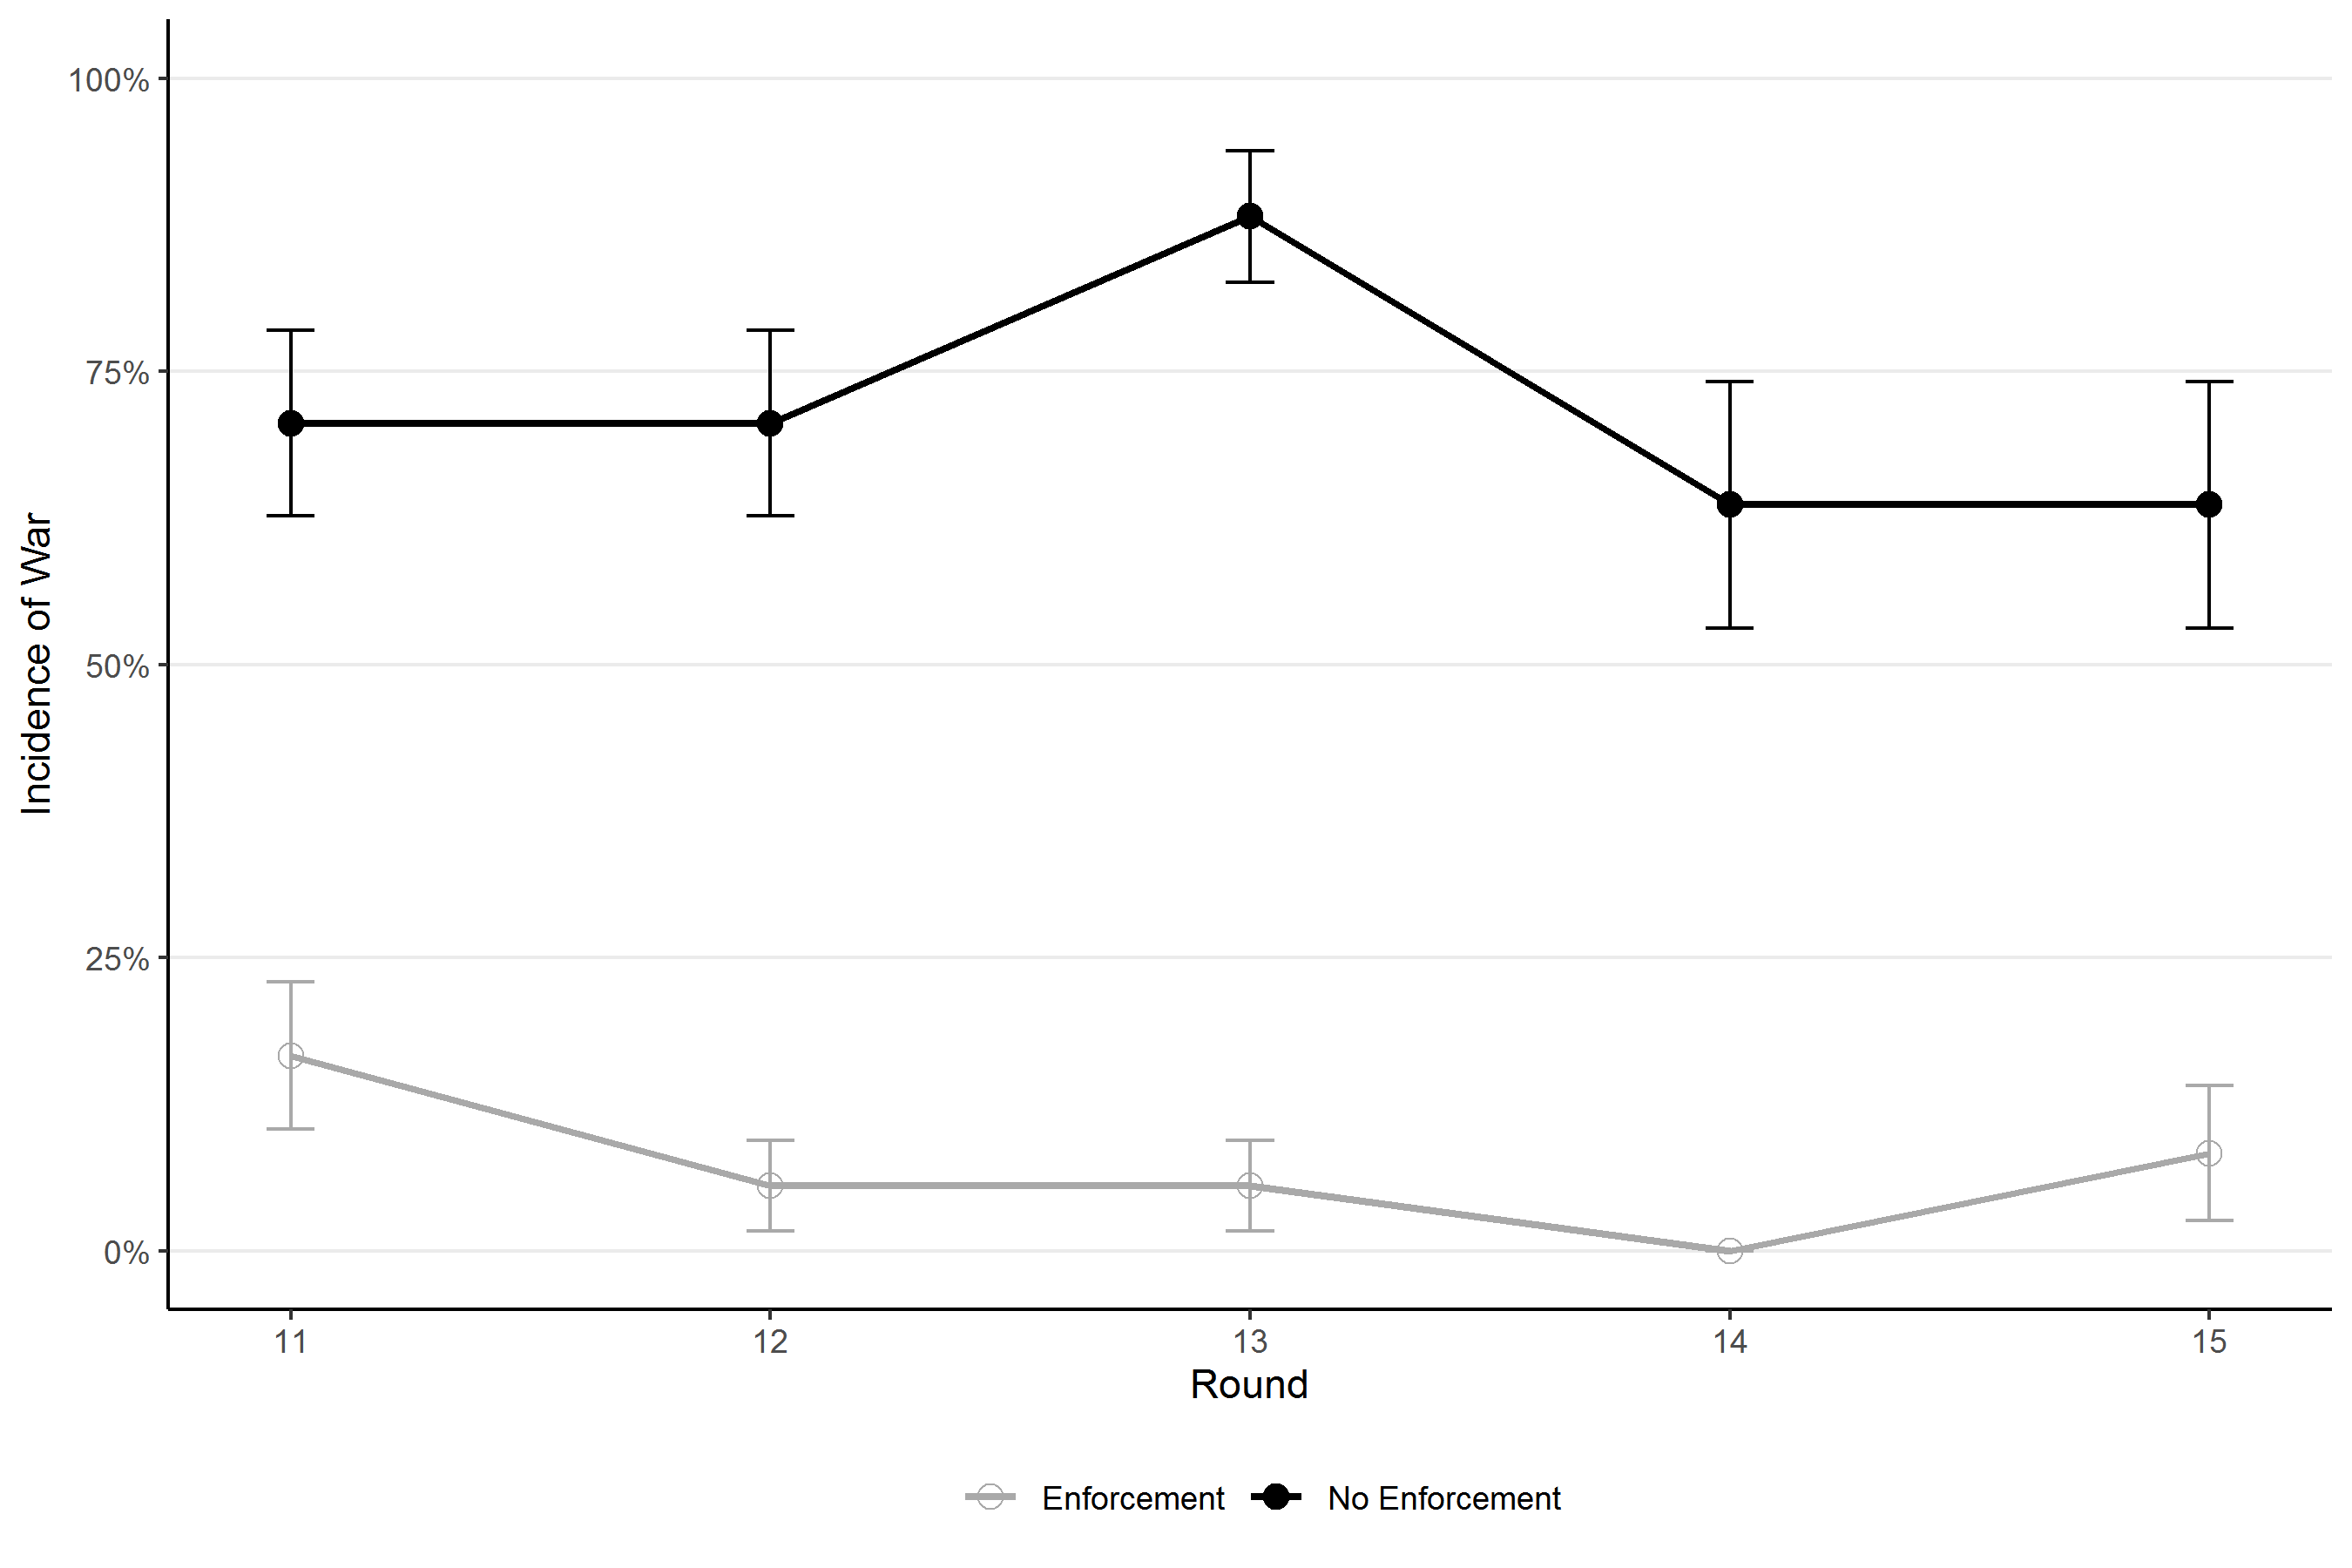 100%
75%
50%
25%
0%
Incidence of War
11 12 13 14 15
Round
Enforcement No Enforcement